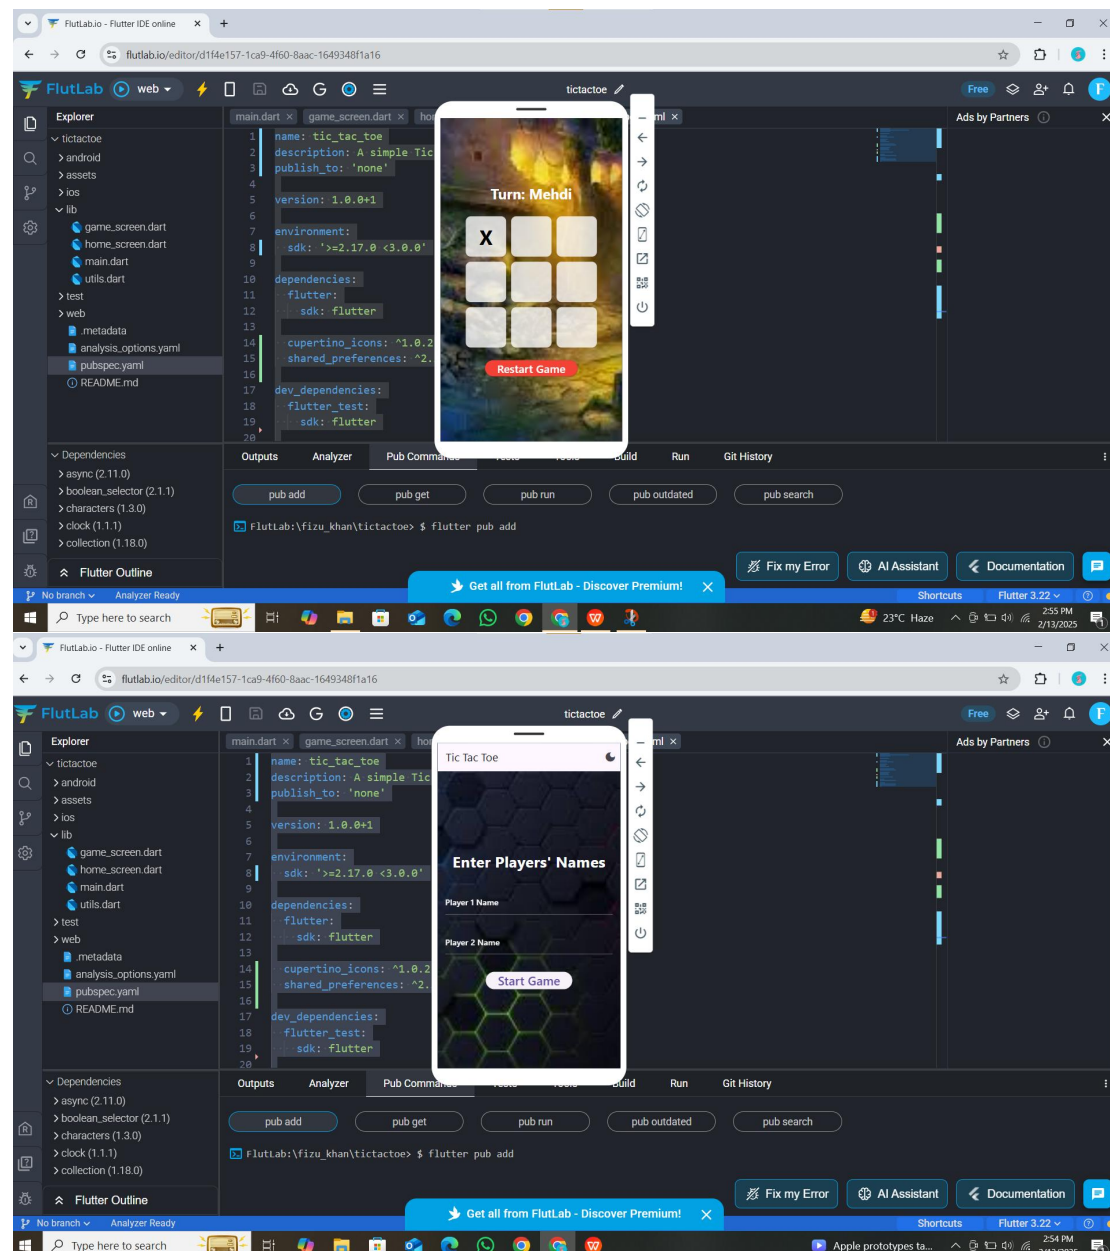 FlutLab.io - Flutter IDE online
flutlab.io/editor/d1f4e157-1ca9-4f60-8aac-1649348f1a16
FlutLab web tictactoe Free F
Explorer
tictactoe
android
assets
ios
lib
game_screen.dart
home_screen.dart
main.dart
utils.dart
test
web
.metadata
analysis_options.yaml
pubspec.yaml
README.md
Dependencies
async (2.11.0)
boolean_selector (2.1.1)
characters (1.3.0)
clock (1.1.1)
collection (1.18.0)
Flutter Outline
main.dart game_screen.dart ml
1 name: tic_tac_toe
2 description: A simple Tic
3 publish_to: 'none'
4
5 version: 1.0.0+1
6
7 environment:
8 sdk: '>=2.17.0 <3.0.0'
9
10 dependencies:
11 flutter:
12 sdk: flutter
13
14 cupertino_icons: ^1.0.2
15 shared_preferences: ^2.
16
17 dev_dependencies:
18 flutter_test:
19 sdk: flutter
20
Turn: Mehdi
X
Restart Game
Ads by Partners
Outputs Analyzer Pub Commands Build Run Git History
pub add pub get pub run pub outdated pub search
FlutLab:\fizu_khan\tictactoe> $ flutter pub add
Fix my Error AI Assistant Documentation
Get all from FlutLab - Discover Premium!
No branch Analyzer Ready Shortcuts Flutter 3.22
Type here to search 23°C Haze 2:55 PM
2/13/2025
FlutLab.io - Flutter IDE online
flutlab.io/editor/d1f4e157-1ca9-4f60-8aac-1649348f1a16
FlutLab web tictactoe Free F
Explorer
tictactoe
android
assets
ios
lib
game_screen.dart
home_screen.dart
main.dart
utils.dart
test
web
.metadata
analysis_options.yaml
pubspec.yaml
README.md
Dependencies
async (2.11.0)
boolean_selector (2.1.1)
characters (1.3.0)
clock (1.1.1)
collection (1.18.0)
Flutter Outline
main.dart game_screen.dart ml
1 name: tic_tac_toe
2 description: A simple Tic
3 publish_to: 'none'
4
5 version: 1.0.0+1
6
7 environment:
8 sdk: '>=2.17.0 <3.0.0'
9
10 dependencies:
11 flutter:
12 sdk: flutter
13
14 cupertino_icons: ^1.0.2
15 shared_preferences: ^2.
16
17 dev_dependencies:
18 flutter_test:
19 sdk: flutter
20
Tic Tac Toe
Enter Players' Names
Player 1 Name
Player 2 Name
Start Game
Ads by Partners
Outputs Analyzer Pub Commands Build Run Git History
pub add pub get pub run pub outdated pub search
FlutLab:\fizu_khan\tictactoe> $ flutter pub add
Fix my Error AI Assistant Documentation
Get all from FlutLab - Discover Premium!
No branch Analyzer Ready Shortcuts Flutter 3.22
Type here to search Apple prototypes ta... 2:54 PM